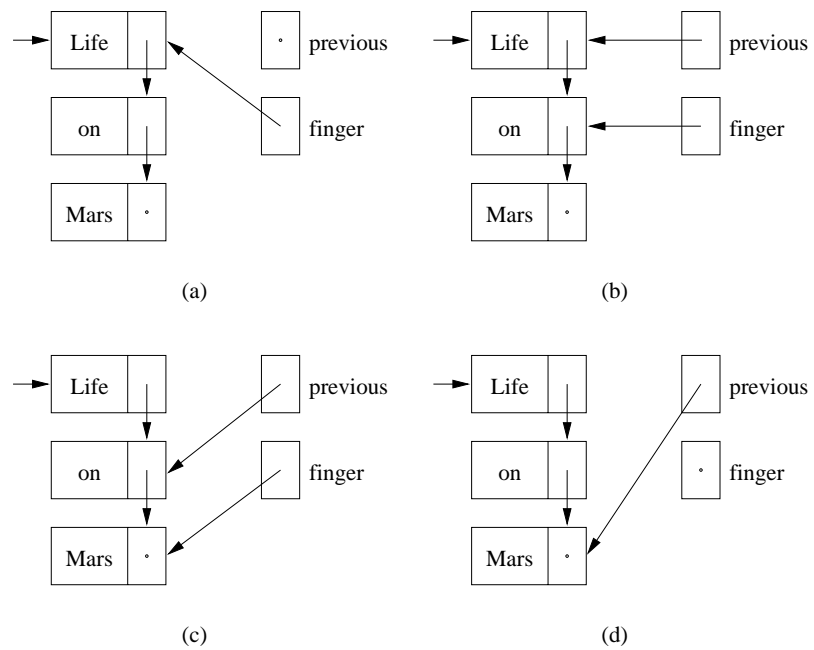 Life previous
on finger
Mars
(a)
Life previous
on finger
Mars
(b)
Life previous
on finger
Mars
(c)
Life previous
on finger
Mars
(d)